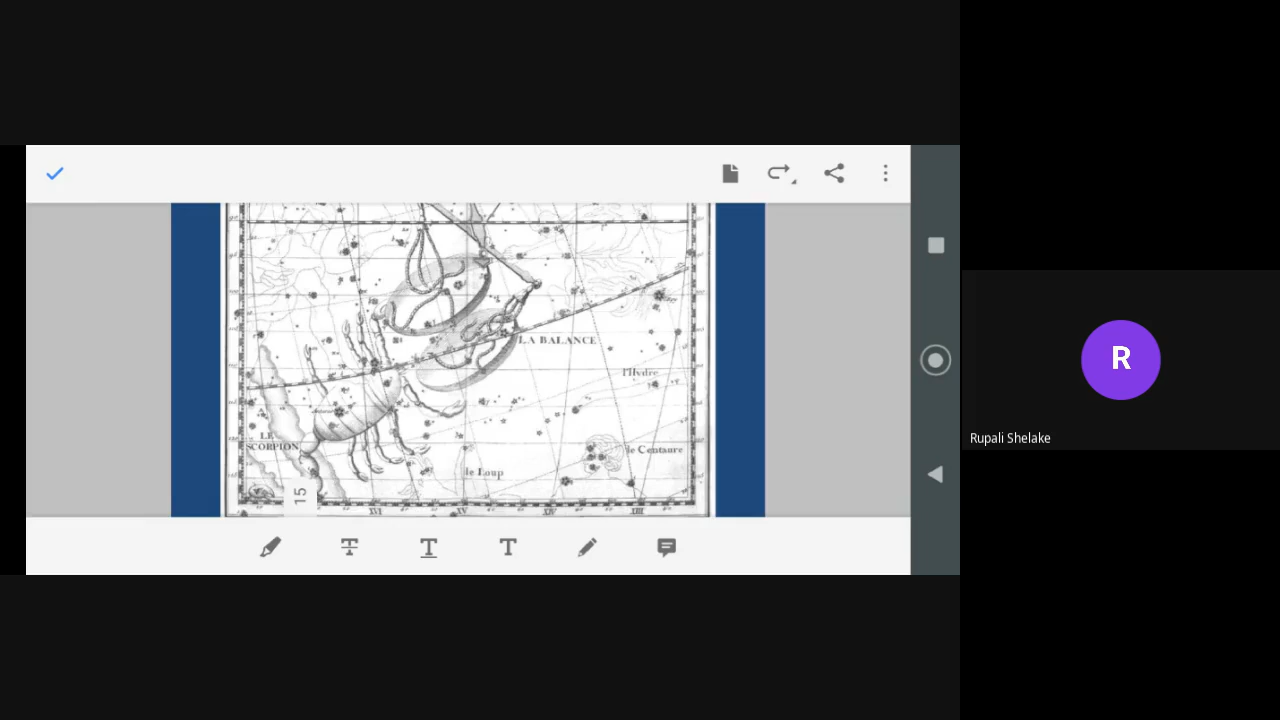 LA BALANCE
l'Hydre
LE
SCORPION
le Centaure
le Loup
15
XVI XV XIV XIII
R
Rupali Shelake